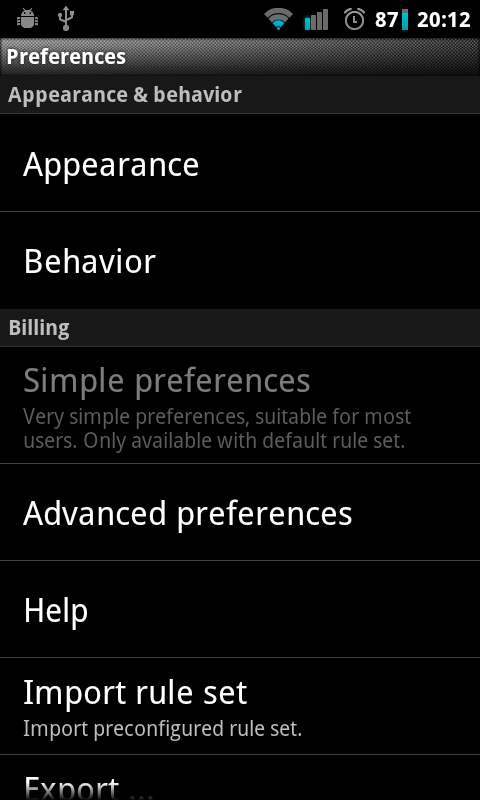 87 20:12
Preferences
Appearance & behavior
Appearance
Behavior
Billing
Simple preferences
Very simple preferences, suitable for most
users. Only available with default rule set.
Advanced preferences
Help
Import rule set
Import preconfigured rule set.
Export ...